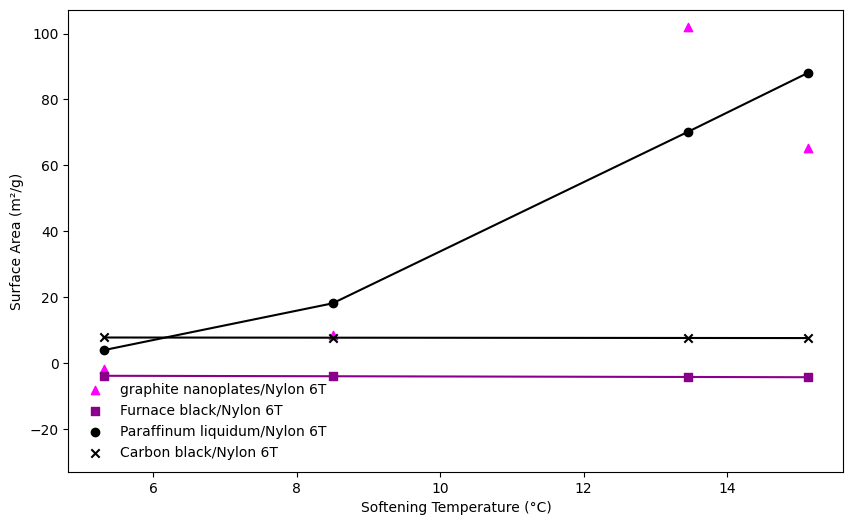 100
80
60
40
20
0
−20
Surface Area (m²/g)
graphite nanoplates/Nylon 6T
Furnace black/Nylon 6T
Paraffinum liquidum/Nylon 6T
Carbon black/Nylon 6T
6 8 10 12 14
Softening Temperature (°C)